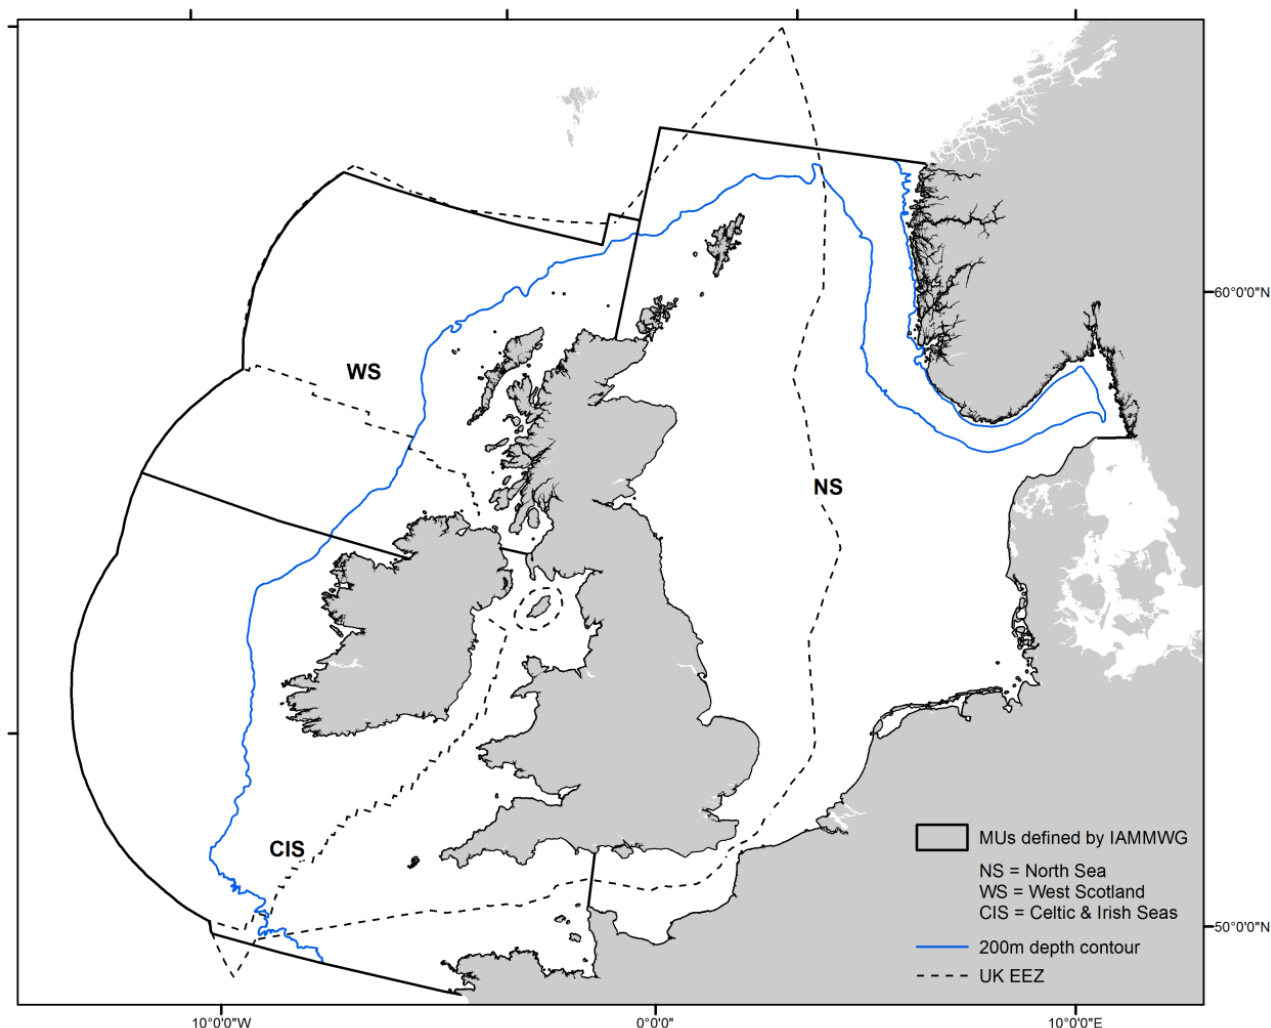 WS
NS
CIS
60°0'0"N
50°0'0"N
MUs defined by IAMMWG
NS = North Sea
WS = West Scotland
CIS = Celtic & Irish Seas
200m depth contour
UK EEZ
10°0'0"W
0°0'0"
10°0'0"E